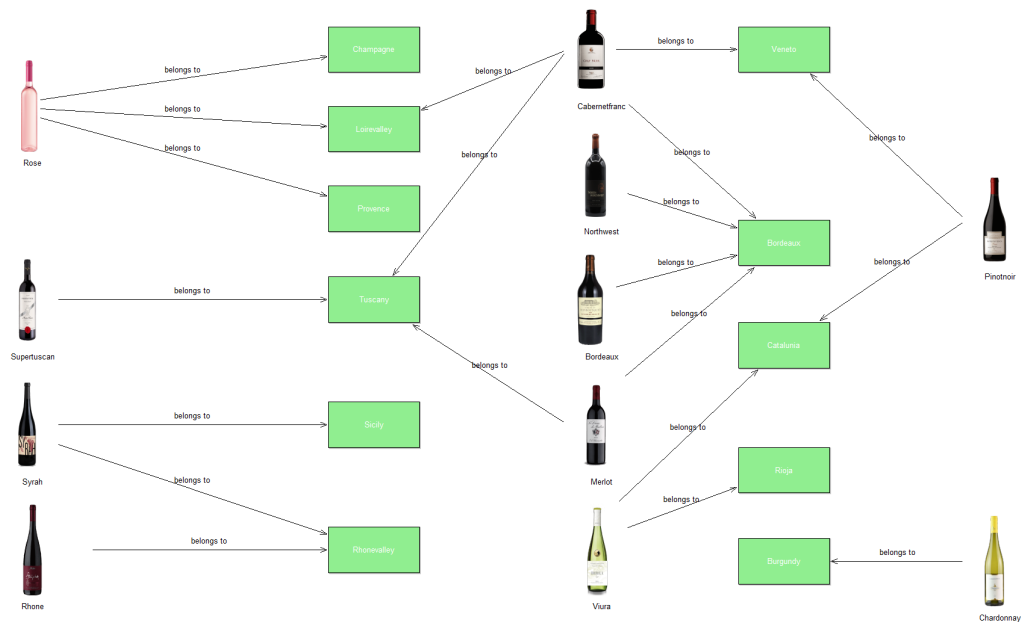 Champagne
belongs to
Veneto
belongs to
belongs to
belongs to
Cabernetfranc
Loirevalley
belongs to
belongs to
Rose
belongs to
belongs to
belongs to
Provence
belongs to
Northwest
Bordeaux
belongs to
belongs to
Pinotnoir
Supertuscan
belongs to
Tuscany
belongs to
Bordeaux
belongs to
Catalunia
belongs to
Syrah
belongs to
Sicily
Merlot
belongs to
Rioja
belongs to
belongs to
Rhone
belongs to
Rhonevalley
Viura
Burgundy
belongs to
Chardonnay